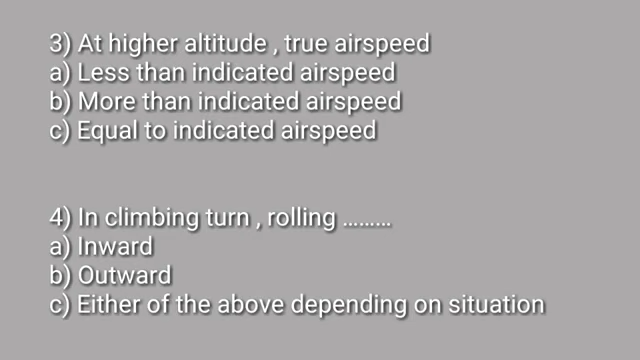 3) At higher altitude , true airspeed
a) Less than indicated airspeed
b) More than indicated airspeed
c) Equal to indicated airspeed
4) In climbing turn , rolling .........
a) Inward
b) Outward
c) Either of the above depending on situation